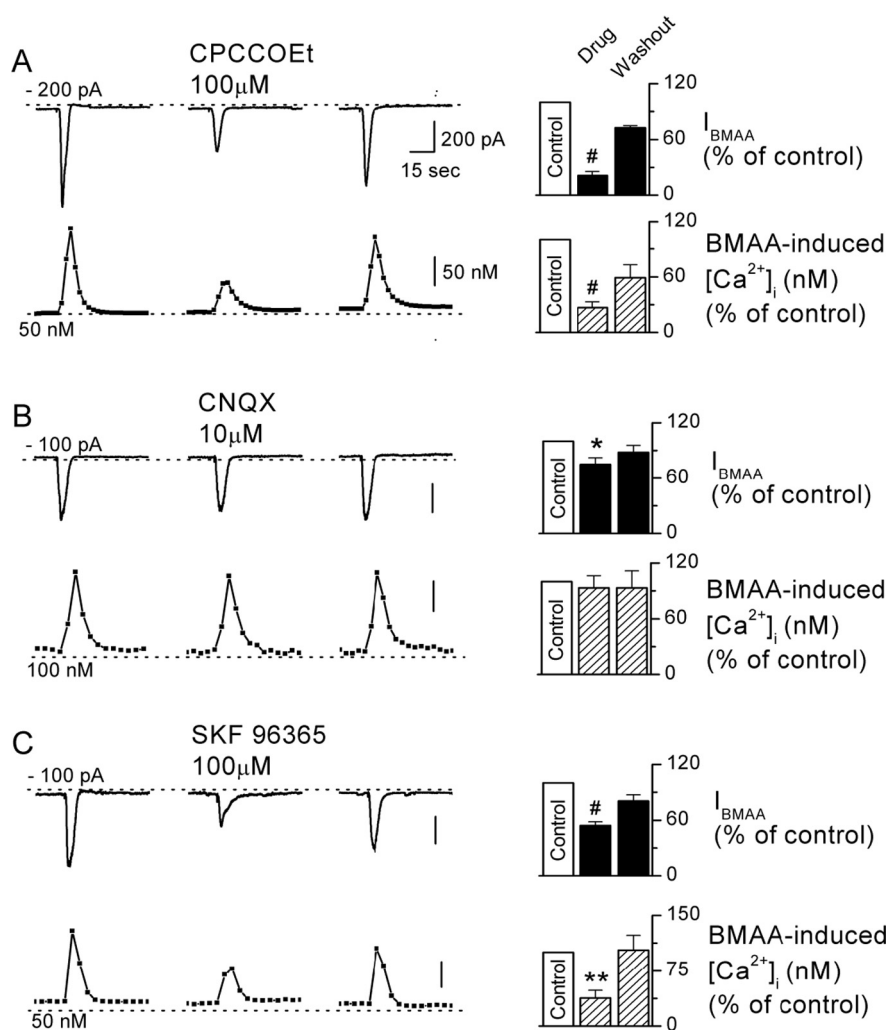 A
CPCCOEt
100µM
- 200 pA
200 pA
15 sec
50 nM
50 nM
Drug
Washout
Control
#
120
60
0
I_BMAA
(% of control)
Control
#
120
60
0
BMAA-induced
[Ca²⁺]ᵢ (nM)
(% of control)
B
CNQX
10µM
- 100 pA
100 nM
Control
*
120
60
0
I_BMAA
(% of control)
Control
120
60
0
BMAA-induced
[Ca²⁺]ᵢ (nM)
(% of control)
C
SKF 96365
100µM
- 100 pA
50 nM
Control
#
120
60
0
I_BMAA
(% of control)
Control
**
150
75
0
BMAA-induced
[Ca²⁺]ᵢ (nM)
(% of control)